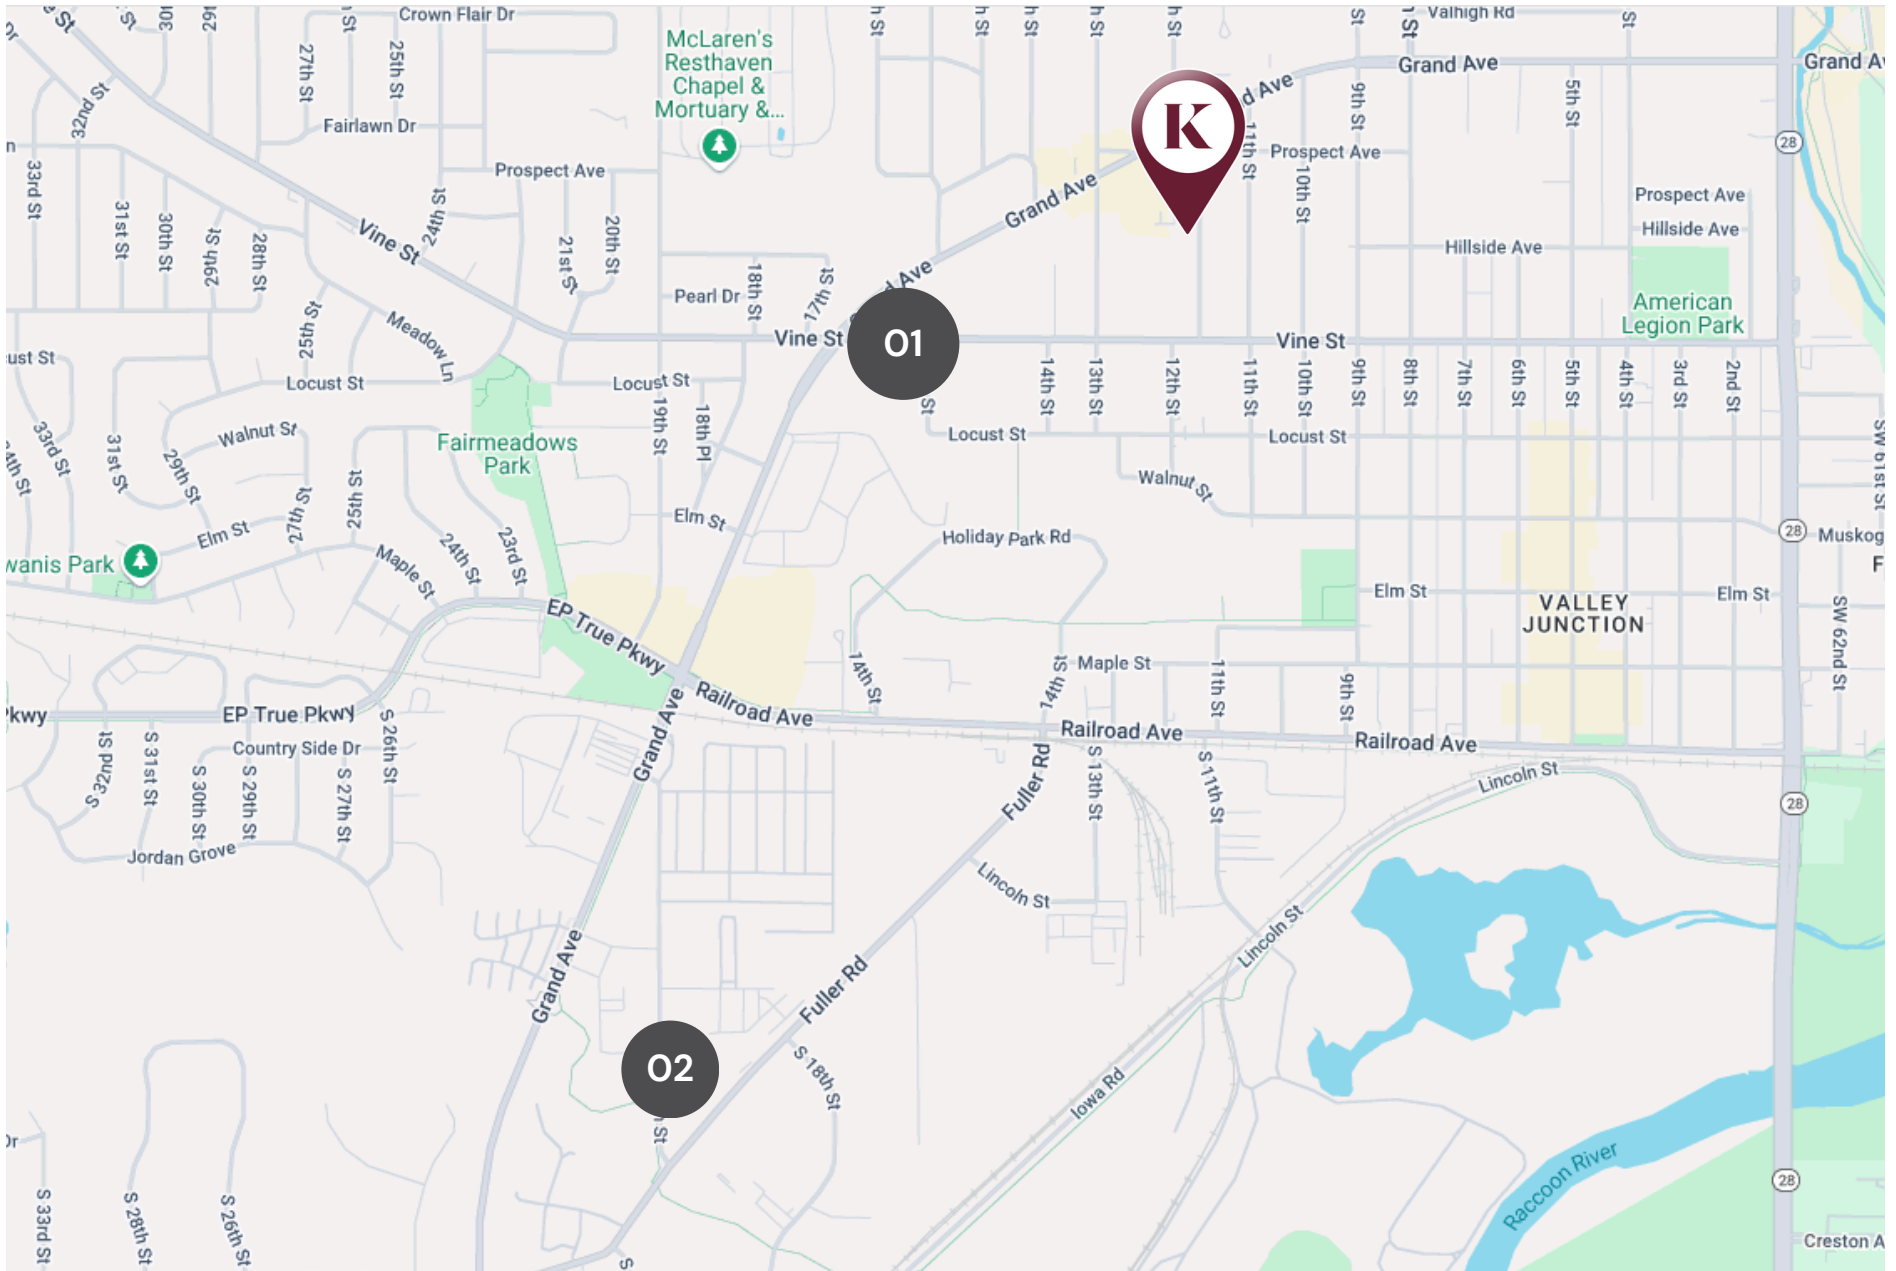 Crown Flair Dr
Valhigh Rd
McLaren's
Resthaven
Chapel &
Mortuary &...
Grand Ave
Grand Av
27th St
25th St
32nd St
Fairlawn Dr
d Ave
9th St
5th St
28
K
11th St
Prospect Ave
Prospect Ave
10th St
33rd St
24th St
Grand Ave
Prospect Ave
Hillside Ave
Hillside Ave
31st St
30th St
29th St
28th St
Vine St
21st St
20th St
Pearl Dr
18th St
17th St
d Ave
American
Legion Park
25th St
Meadow Ln
Vine St
01
Vine St
ust St
Locust St
Locust St
19th St
18th Pl
St
14th St
13th St
12th St
11th St
10th St
9th St
8th St
7th St
6th St
5th St
4th St
3rd St
2nd St
Locust St
Locust St
33rd St
31st St
Walnut St
29th St
Fairmeadows
Park
Walnut St
SW 61st St
27th St
25th St
Elm St
Elm St
24th St
23rd St
Holiday Park Rd
28
Muskog
wanis Park
Maple St
Elm St
Elm St
VALLEY
JUNCTION
EP True Pkwy
SW 62nd St
14th St
14th St
Maple St
11th St
9th St
Pkwy
EP True Pkwy
Railroad Ave
Railroad Ave
Railroad Ave
Grand Ave
Country Side Dr
S 26th St
S 32nd St
S 31st St
S 30th St
S 29th St
S 27th St
Fuller Rd
S 13th St
S 11th St
Lincoln St
28
Jordan Grove
Lincoln St
Lincoln St
Grand Ave
Fuller Rd
02
S 18th St
Iowa Rd
St
Dr
Raccoon River
28
S 33rd St
S 28th St
S 26th St
S
Creston A